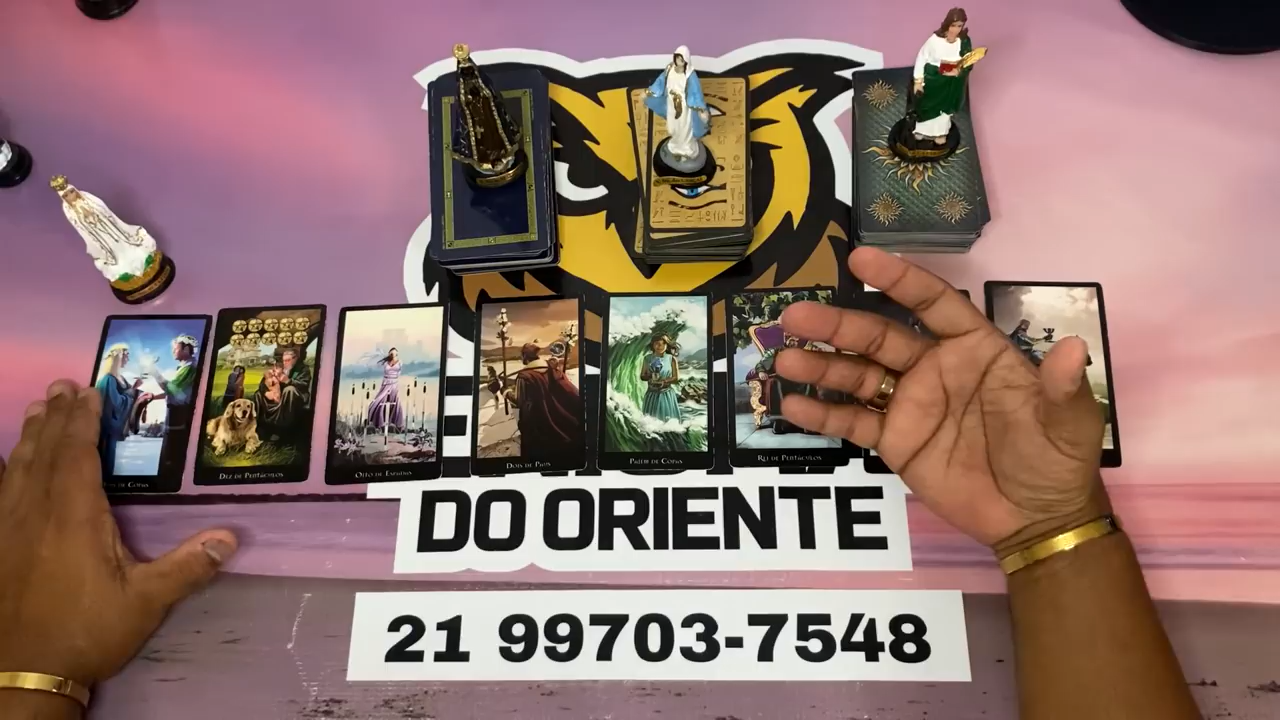 DEZ DE PENTÁCULOS
OITO DE ESPADAS
DOIS DE PAUS
PAJEM DE COPAS
REI DE PENTÁCULOS
DO ORIENTE
21 99703-7548